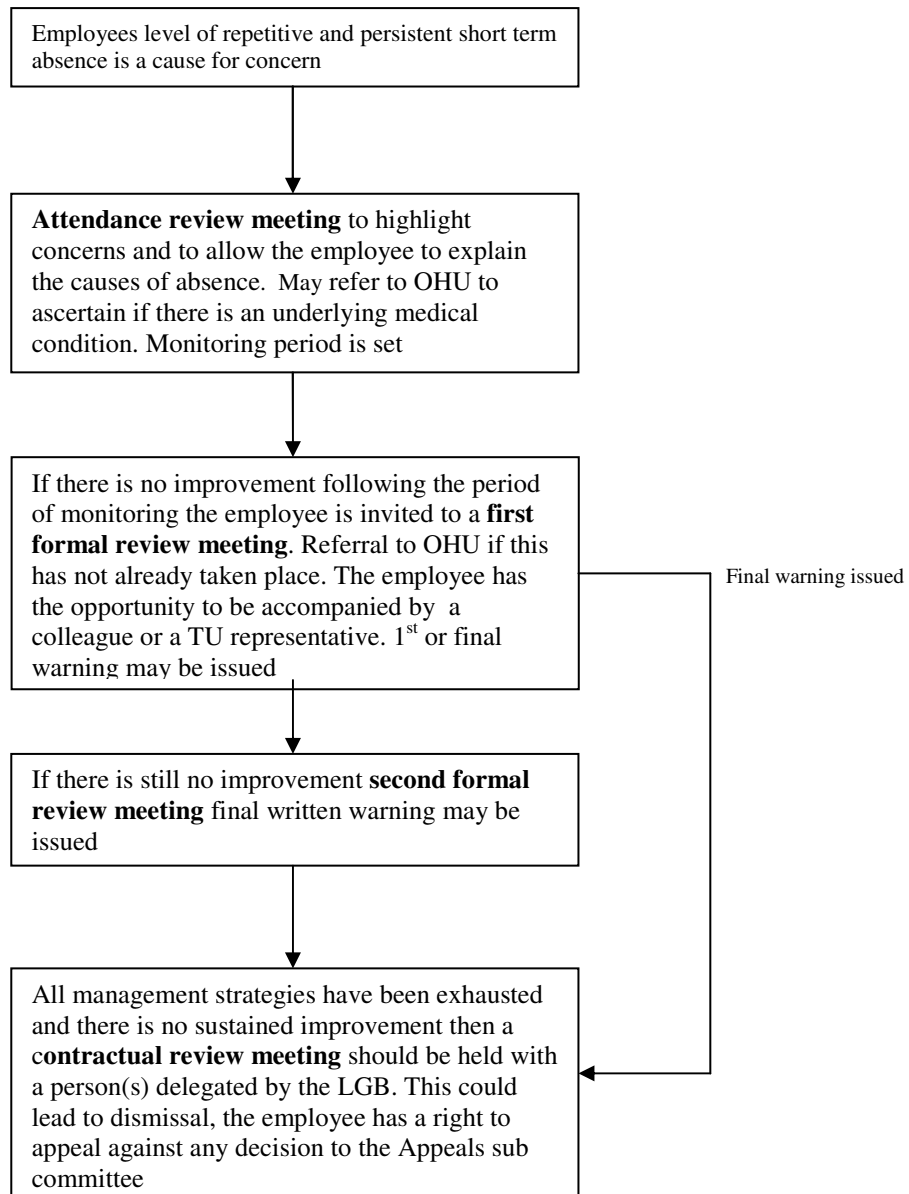 Employees level of repetitive and persistent short term
absence is a cause for concern
Attendance review meeting to highlight
concerns and to allow the employee to explain
the causes of absence.  May refer to OHU to
ascertain if there is an underlying medical
condition. Monitoring period is set
If there is no improvement following the period
of monitoring the employee is invited to a first
formal review meeting. Referral to OHU if this
has not already taken place. The employee has
the opportunity to be accompanied by  a
colleague or a TU representative. 1st or final
warning may be issued
Final warning issued
If there is still no improvement second formal
review meeting final written warning may be
issued
All management strategies have been exhausted
and there is no sustained improvement then a
contractual review meeting should be held with
a person(s) delegated by the LGB. This could
lead to dismissal, the employee has a right to
appeal against any decision to the Appeals sub
committee